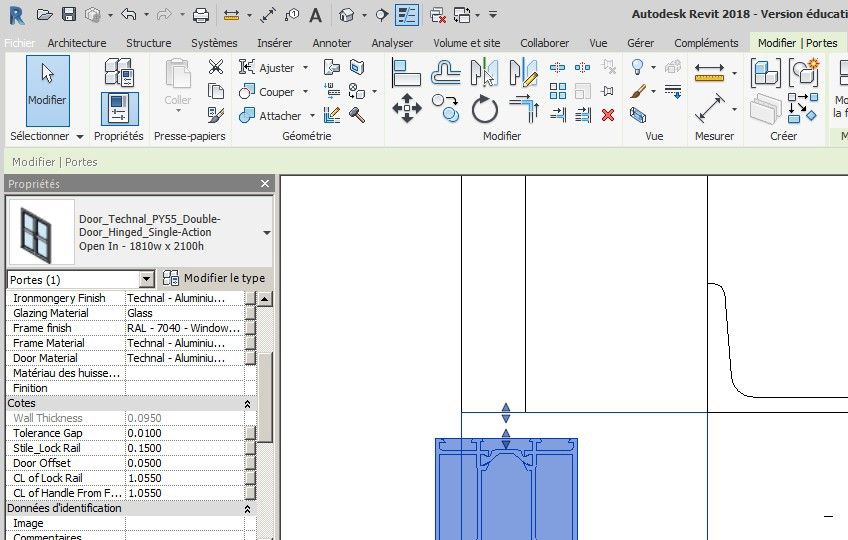 Autodesk Revit 2018 - Version éducati
Fichier Architecture Structure Systèmes Insérer Annoter Analyser Volume et site Collaborer Vue Gérer Compléments Modifier | Portes
Modifier
Coller
Ajuster
Couper
Attacher
Mo
la f
Sélectionner Propriétés Presse-papiers Géométrie Modifier Vue Mesurer Créer M
Modifier | Portes
Propriétés
Door_Technal_PY55_Double-
Door_Hinged_Single-Action
Open In - 1810w x 2100h
Portes (1) Modifier le type
Ironmongery Finish Technal - Aluminiu...
Glazing Material Glass
Frame finish RAL - 7040 - Window...
Frame Material Technal - Aluminiu...
Door Material Technal - Aluminiu...
Matériau des huisse...
Finition
Cotes
Wall Thickness 0.0950
Tolerance Gap 0.0100
Stile_Lock Rail 0.1500
Door Offset 0.0500
CL of Lock Rail 1.0550
CL of Handle From F... 1.0550
Données d'identification
Image
Commentaires